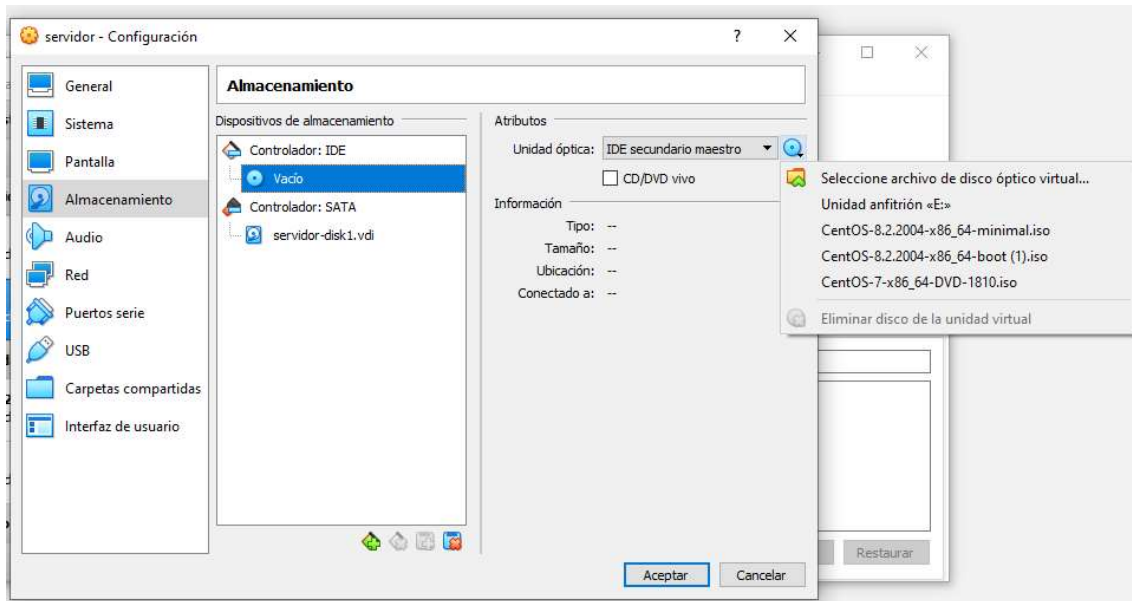 servidor - Configuración
General
Sistema
Pantalla
Almacenamiento
Audio
Red
Puertos serie
USB
Carpetas compartidas
Interfaz de usuario
Almacenamiento
Dispositivos de almacenamiento
Controlador: IDE
Vacío
Controlador: SATA
servidor-disk1.vdi
Atributos
Unidad óptica: IDE secundario maestro
CD/DVD vivo
Información
Tipo: --
Tamaño: --
Ubicación: --
Conectado a: --
Seleccione archivo de disco óptico virtual...
Unidad anfitrión «E:»
CentOS-8.2.2004-x86_64-minimal.iso
CentOS-8.2.2004-x86_64-boot (1).iso
CentOS-7-x86_64-DVD-1810.iso
Eliminar disco de la unidad virtual
Restaurar
Aceptar
Cancelar